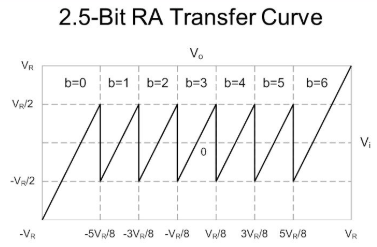 2.5-Bit RA Transfer Curve
Vo
VR
b=0 b=1 b=2 b=3 b=4 b=5 b=6
VR/2
Vi
0
-VR/2
-VR -5VR/8 -3VR/8 -VR/8 VR/8 3VR/8 5VR/8 VR